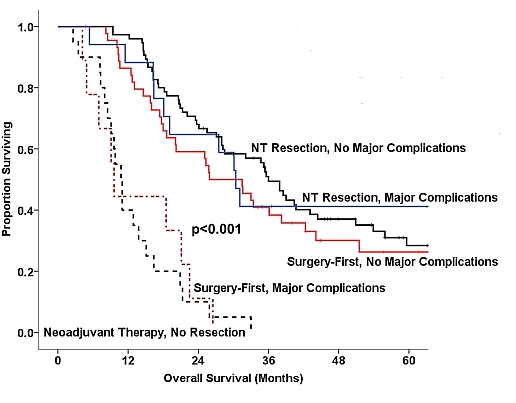 1.0
0.8
0.6
0.4
0.2
0.0
Proportion Surviving
NT Resection, No Major Complications
NT Resection, Major Complications
p<0.001
Surgery-First, No Major Complications
Surgery-First, Major Complications
Neoadjuvant Therapy, No Resection
0 12 24 36 48 60
Overall Survival (Months)